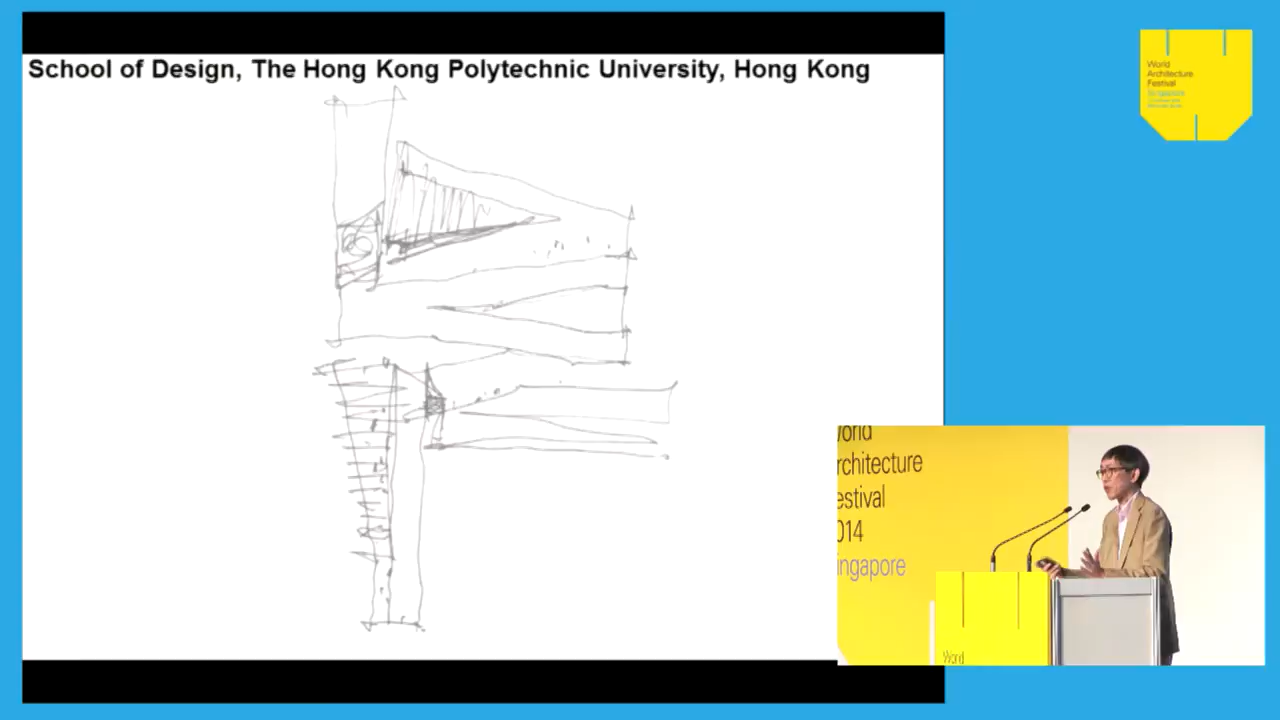 School of Design, The Hong Kong Polytechnic University, Hong Kong
World
Architecture
Festival
Singapore
World
rchitecture
estival
014
ingapore
World